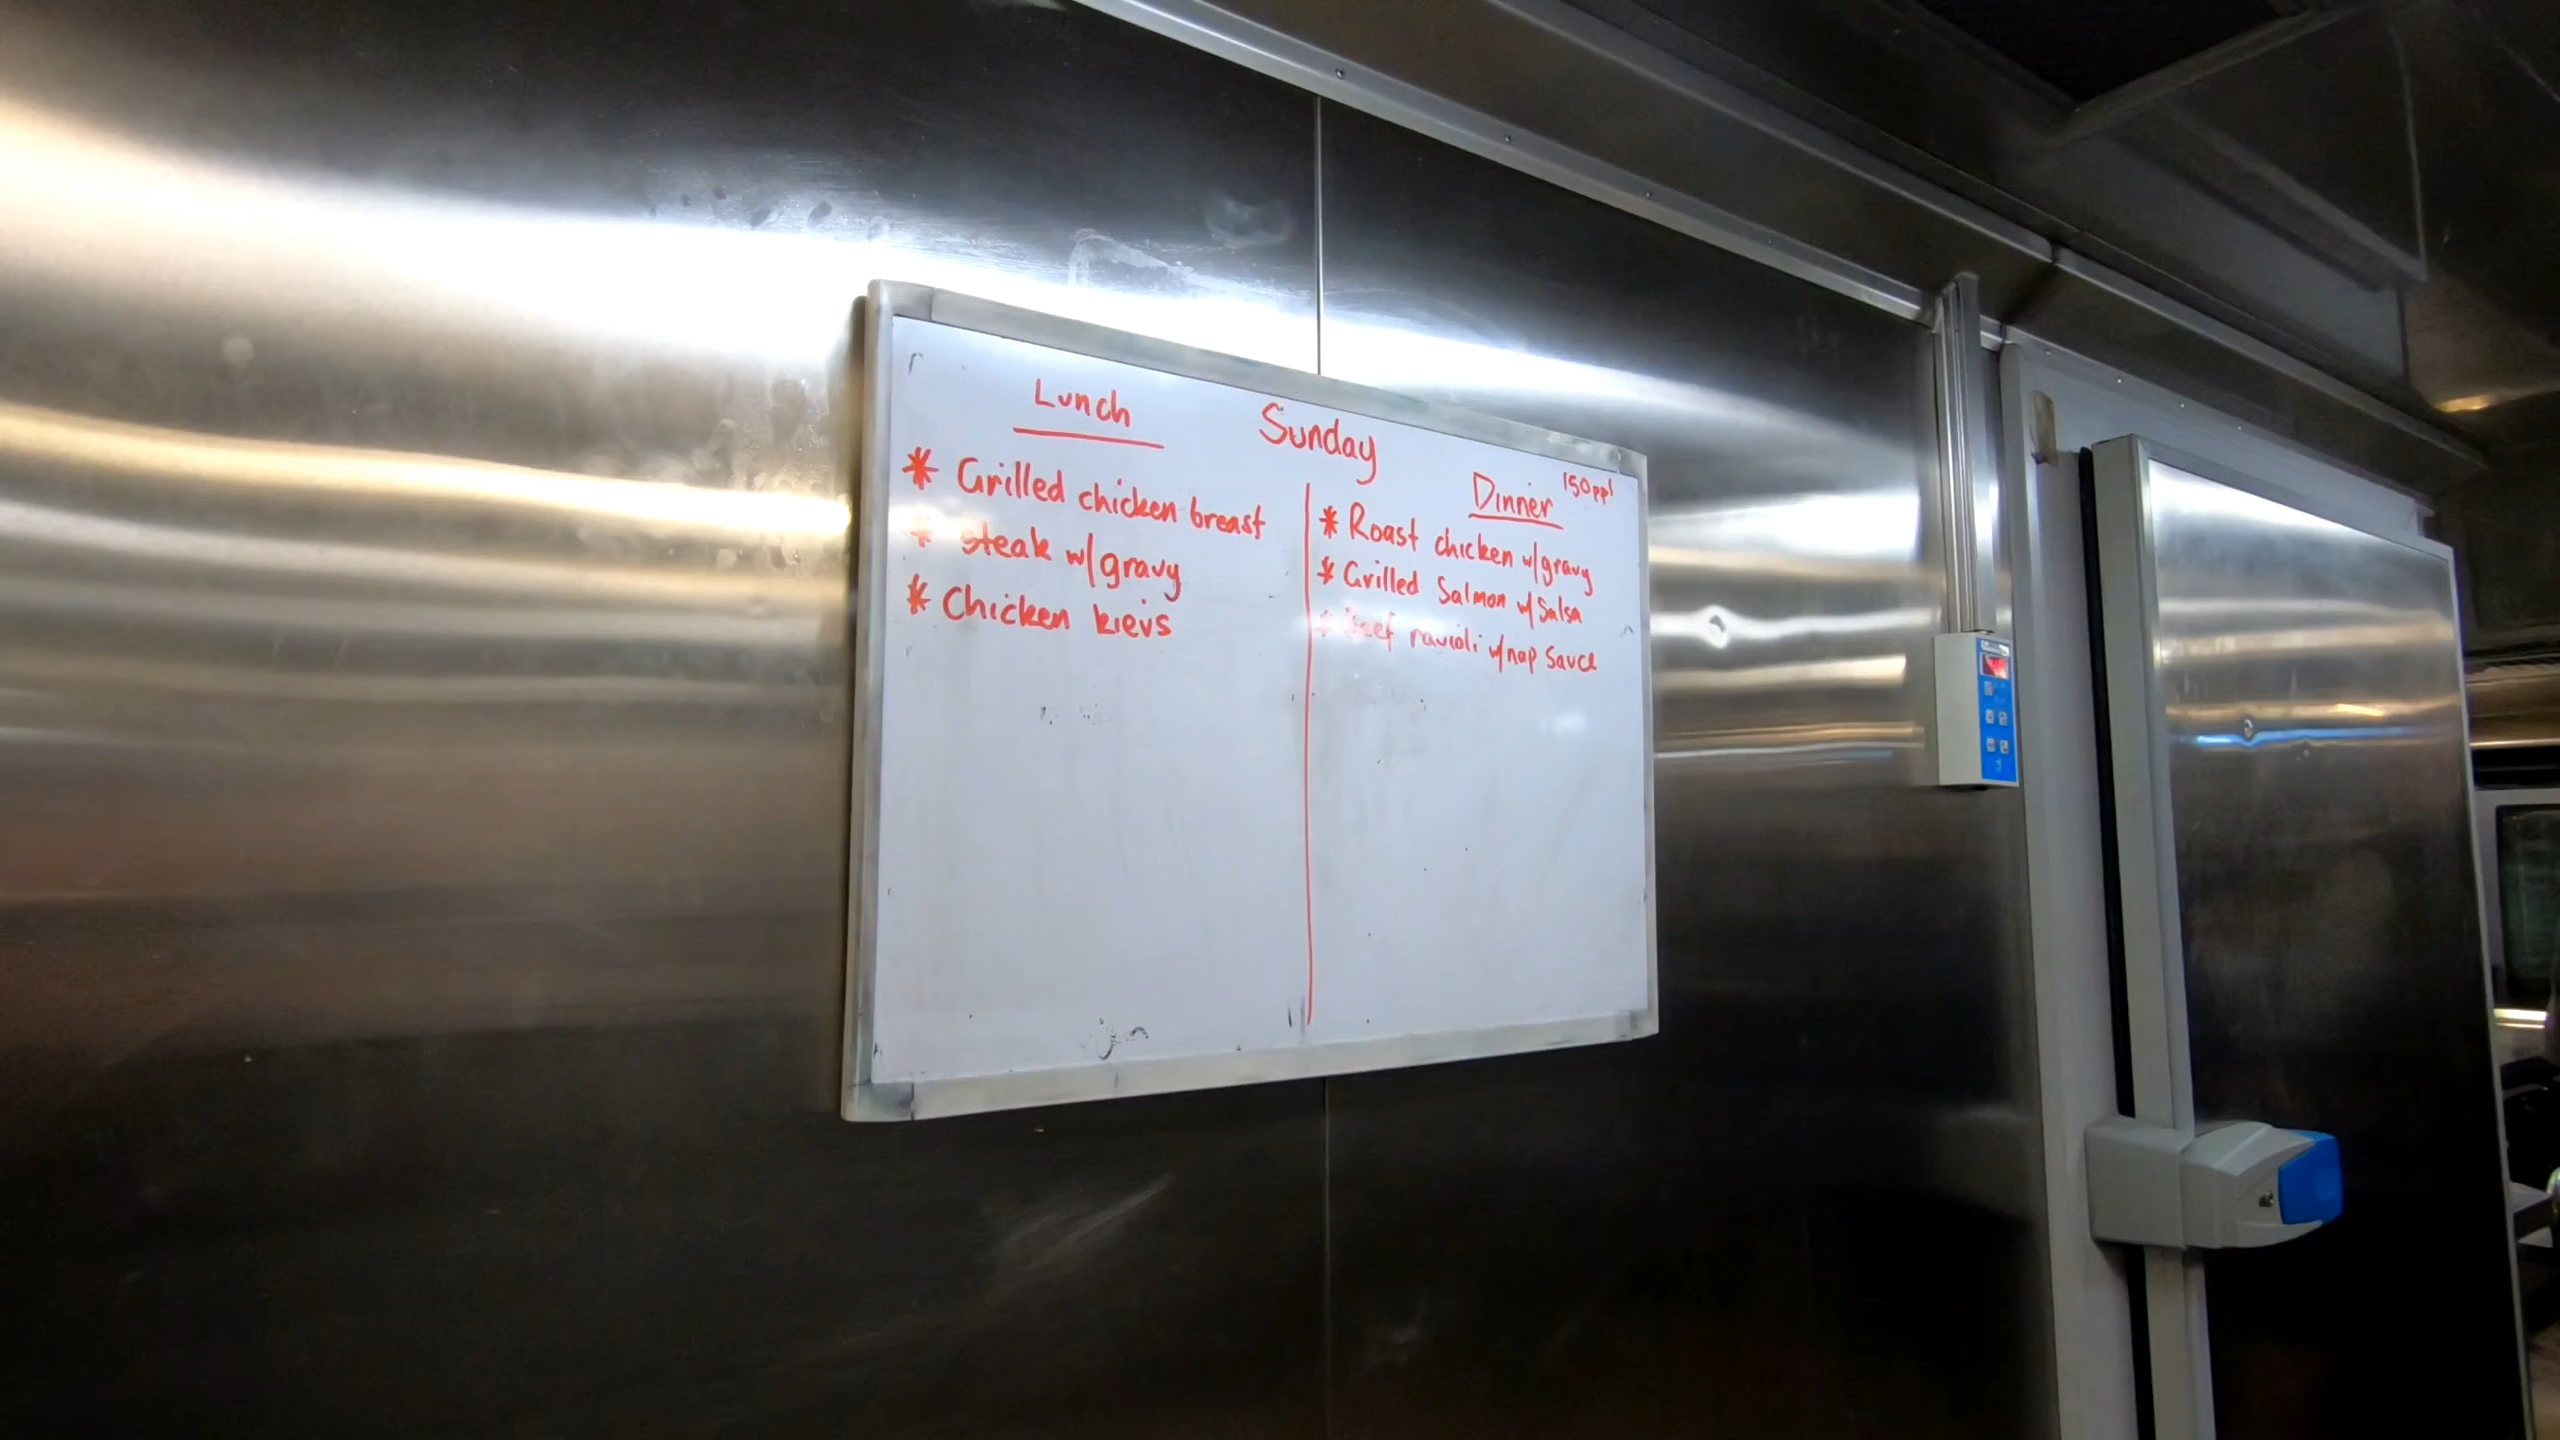 Sunday
Lunch
* Grilled chicken breast
* steak w/gravy
* Chicken kievs
Dinner 150ppl
* Roast chicken w/gravy
* Grilled Salmon w/ Salsa
* Beef ravioli w/nap sauce